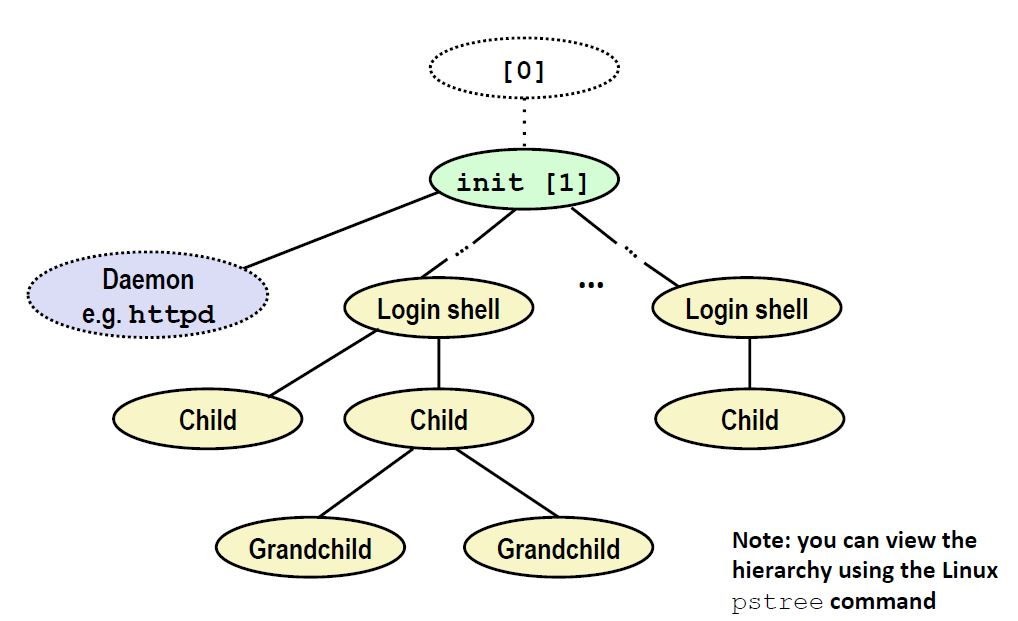 [0]
init [1]
Daemon
e.g. httpd
...
Login shell
Login shell
Child
Child
Child
Grandchild
Grandchild
Note: you can view the
hierarchy using the Linux
pstree command